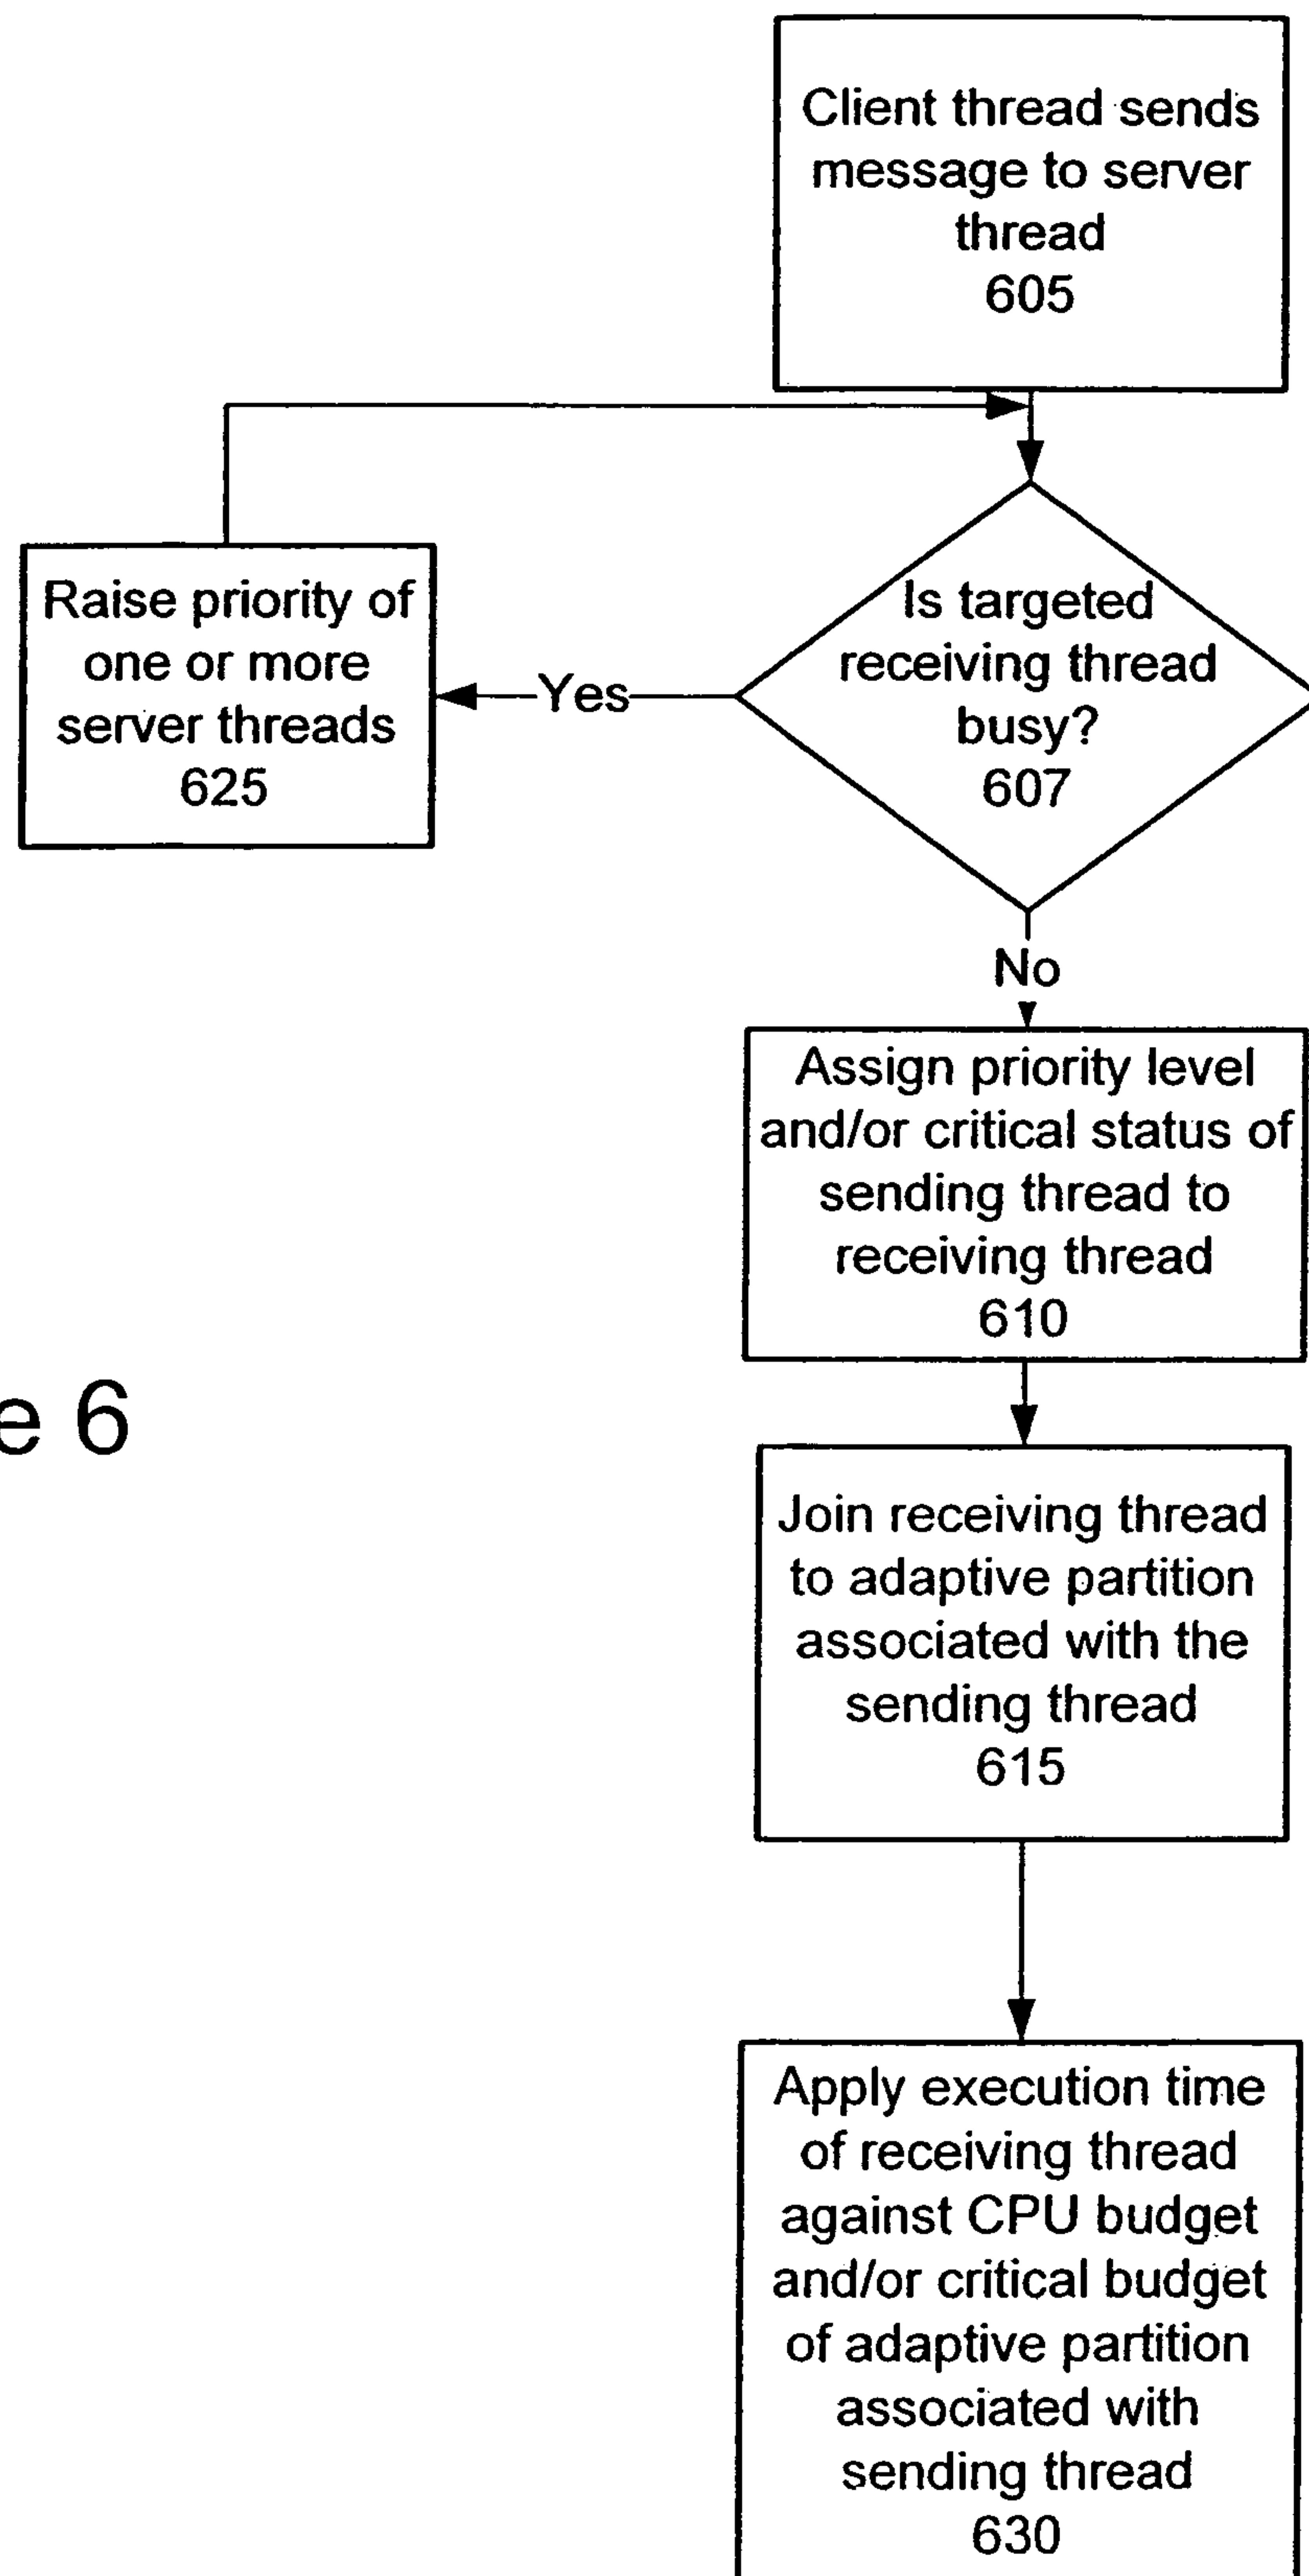 Client thread sends
message to server
thread
605
Is targeted
receiving thread
busy?
607
Yes
Raise priority of
one or more
server threads
625
No
Assign priority level
and/or critical status of
sending thread to
receiving thread
610
e 6
Join receiving thread
to adaptive partition
associated with the
sending thread
615
Apply execution time
of receiving thread
against CPU budget
and/or critical budget
of adaptive partition
associated with
sending thread
630